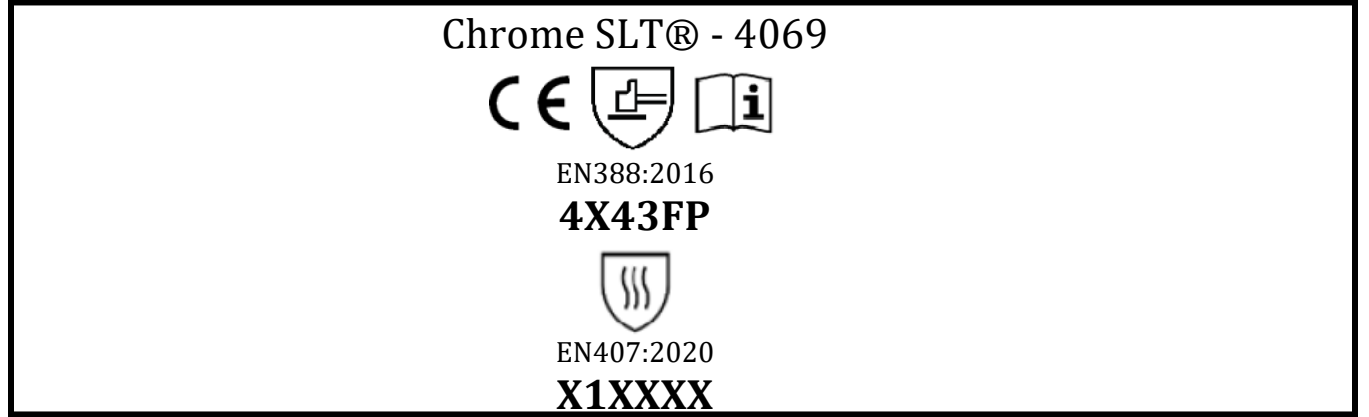 Chrome SLT® - 4069
CE i
EN388:2016
4X43FP
EN407:2020
X1XXXX